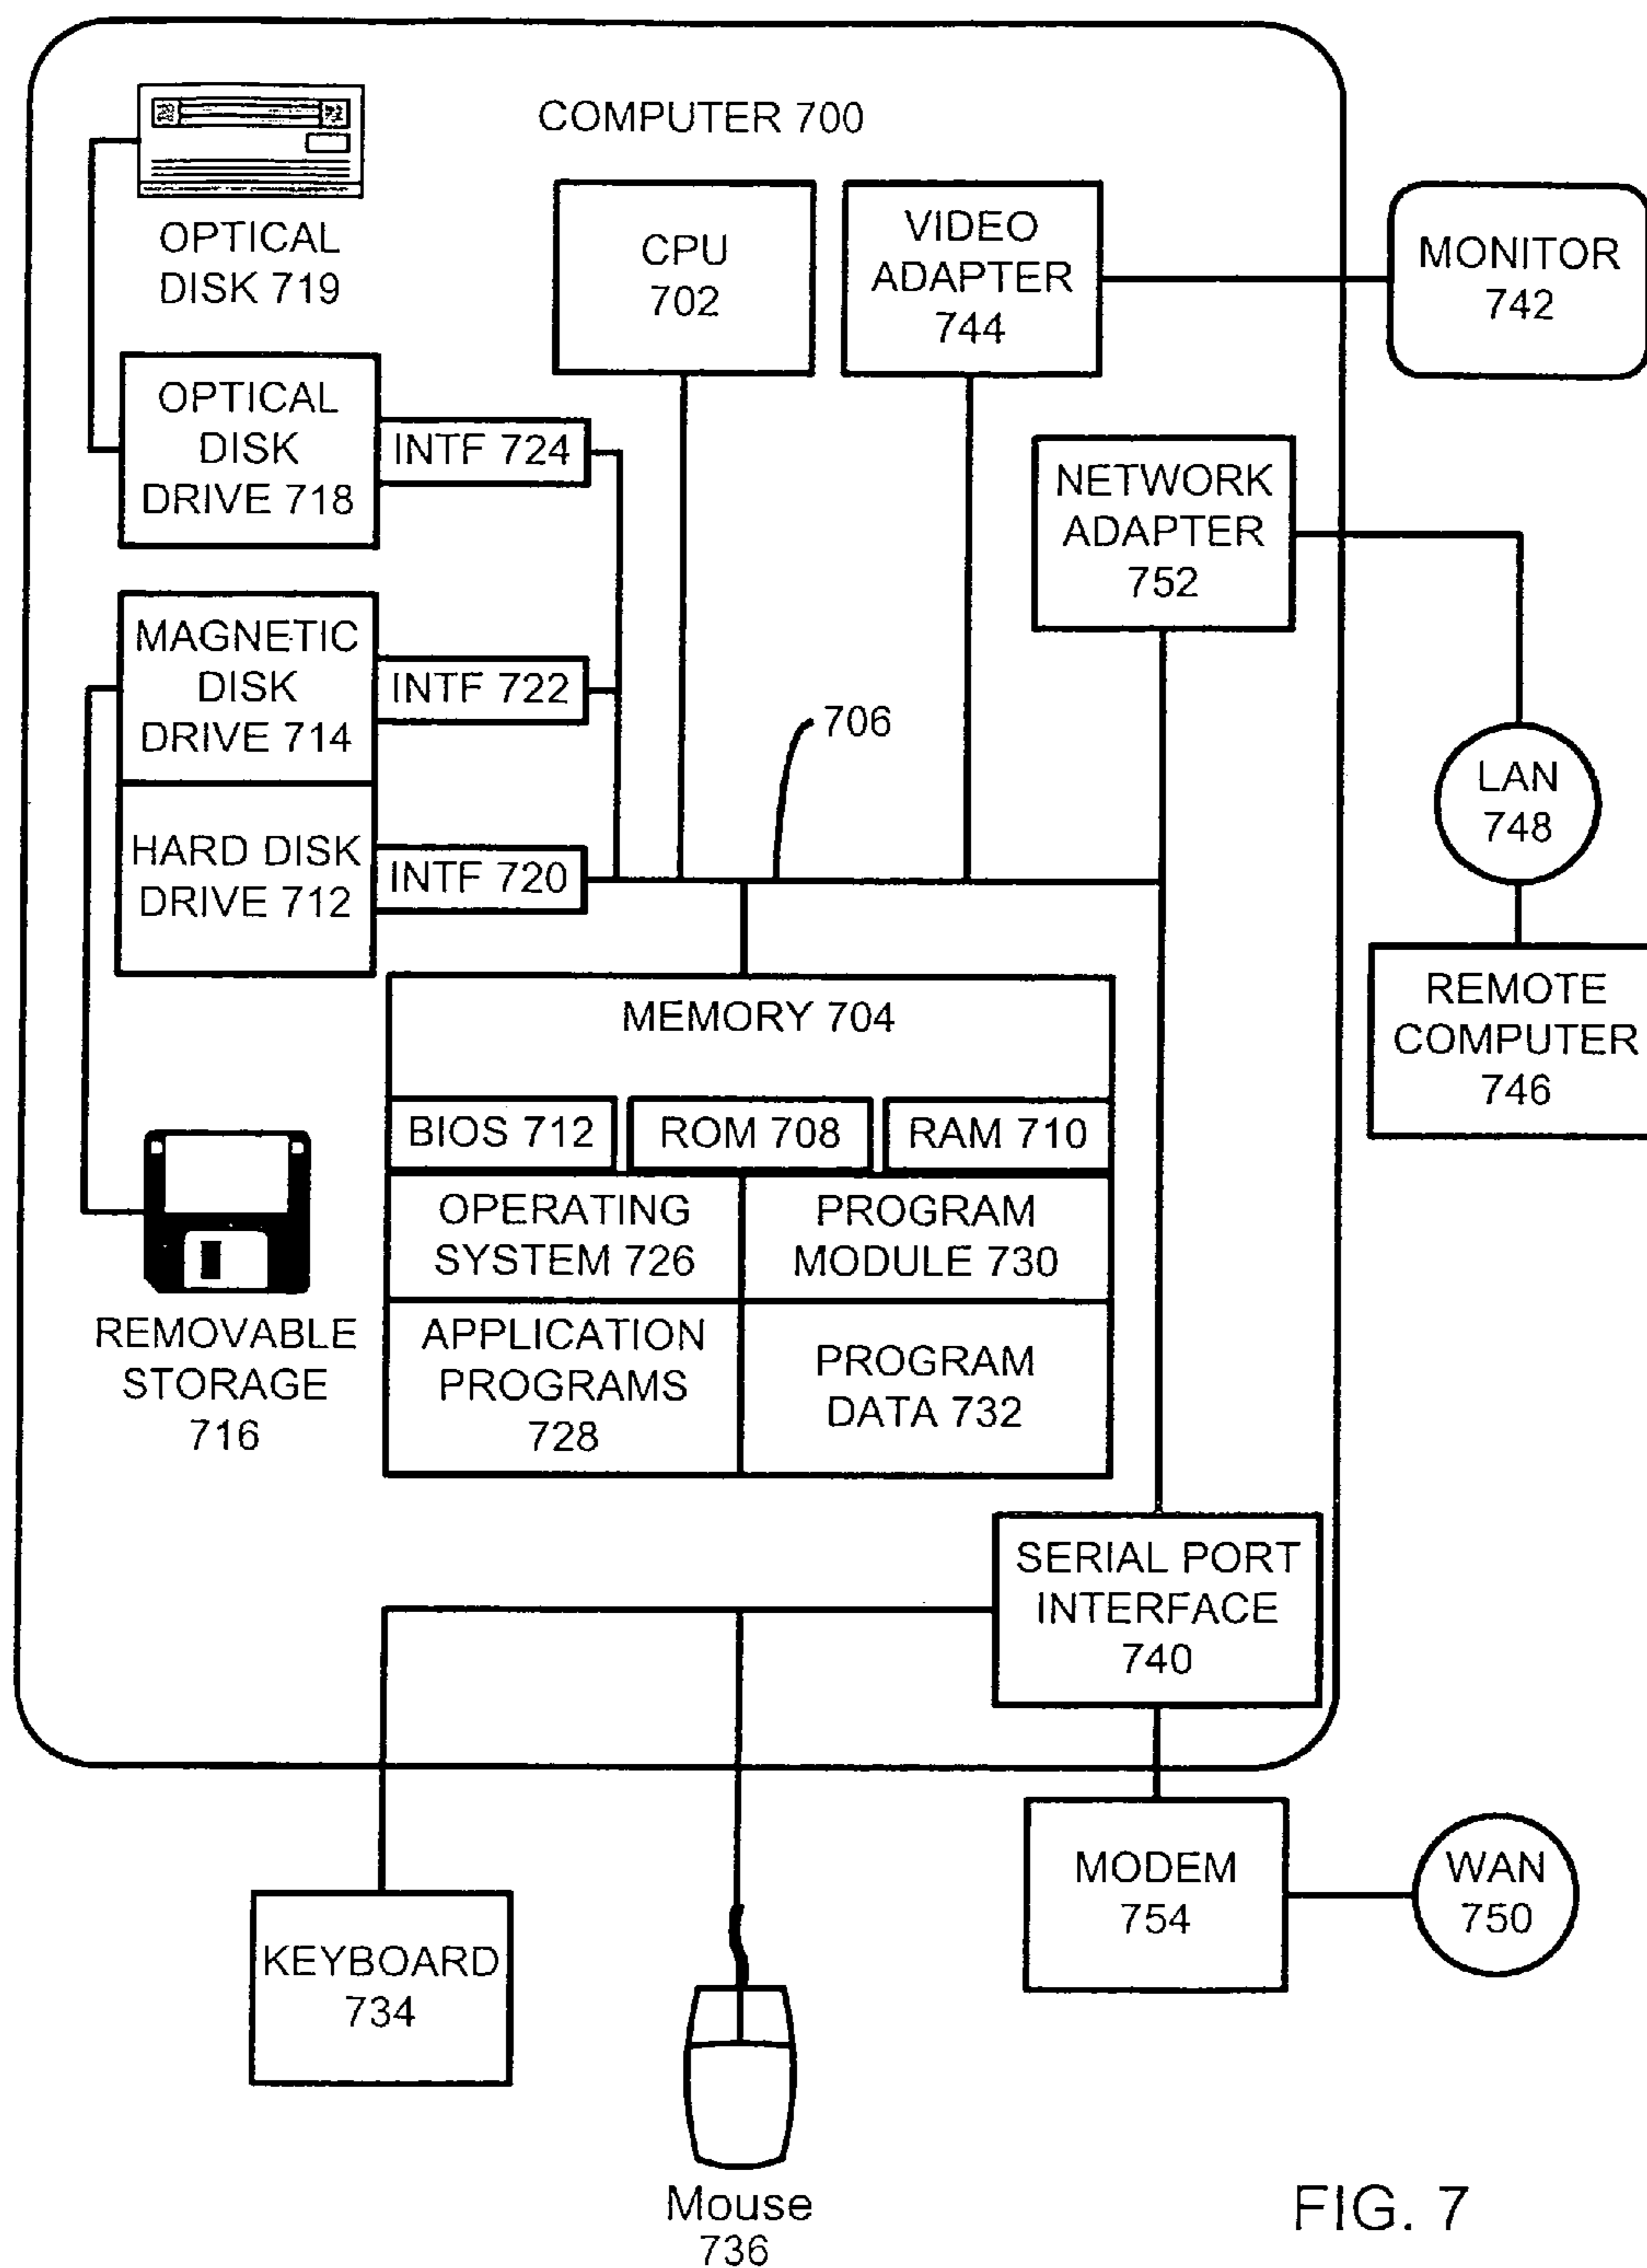 COMPUTER 700
OPTICAL
DISK 719
CPU
702
VIDEO
ADAPTER
744
MONITOR
742
OPTICAL
DISK
DRIVE 718
INTF 724
NETWORK
ADAPTER
752
MAGNETIC
DISK
DRIVE 714
INTF 722
706
LAN
748
HARD DISK
DRIVE 712
INTF 720
REMOTE
COMPUTER
746
MEMORY 704
BIOS 712
ROM 708
RAM 710
OPERATING
SYSTEM 726
PROGRAM
MODULE 730
REMOVABLE
STORAGE
716
APPLICATION
PROGRAMS
728
PROGRAM
DATA 732
SERIAL PORT
INTERFACE
740
MODEM
754
WAN
750
KEYBOARD
734
Mouse
736
FIG. 7